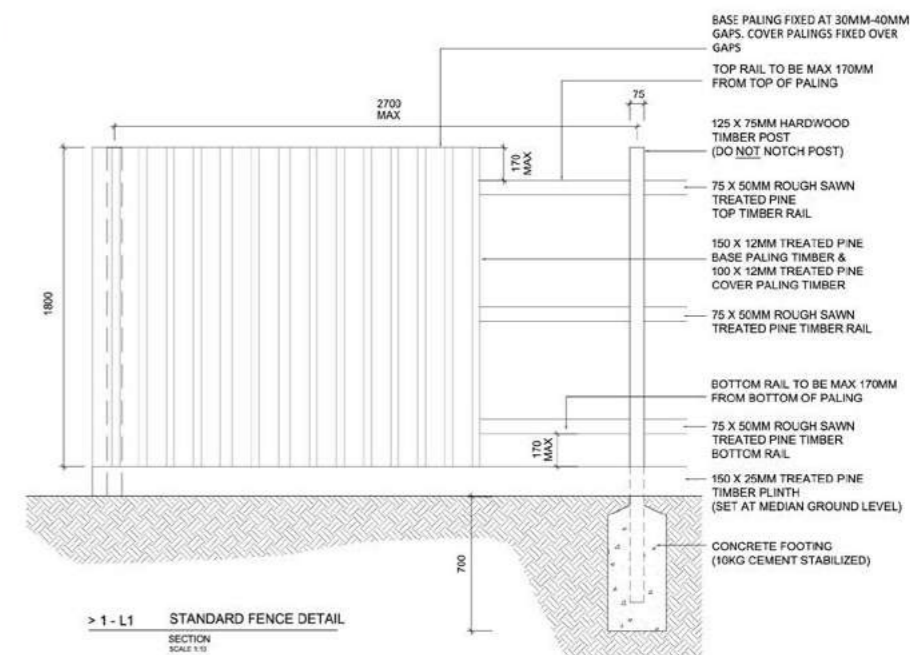 BASE PALING FIXED AT 30MM-40MM
GAPS. COVER PALINGS FIXED OVER
GAPS
TOP RAIL TO BE MAX 170MM
FROM TOP OF PALING
75
2700
MAX
125 X 75MM HARDWOOD
TIMBER POST
(DO NOT NOTCH POST)
170
MAX
75 X 50MM ROUGH SAWN
TREATED PINE
TOP TIMBER RAIL
150 X 12MM TREATED PINE
BASE PALING TIMBER &
100 X 12MM TREATED PINE
COVER PALING TIMBER
1800
75 X 50MM ROUGH SAWN
TREATED PINE TIMBER RAIL
BOTTOM RAIL TO BE MAX 170MM
FROM BOTTOM OF PALING
75 X 50MM ROUGH SAWN
TREATED PINE TIMBER
BOTTOM RAIL
170
MAX
150 X 25MM TREATED PINE
TIMBER PLINTH
(SET AT MEDIAN GROUND LEVEL)
700
CONCRETE FOOTING
(10KG CEMENT STABILIZED)
> 1 - L1 STANDARD FENCE DETAIL
SECTION
SCALE